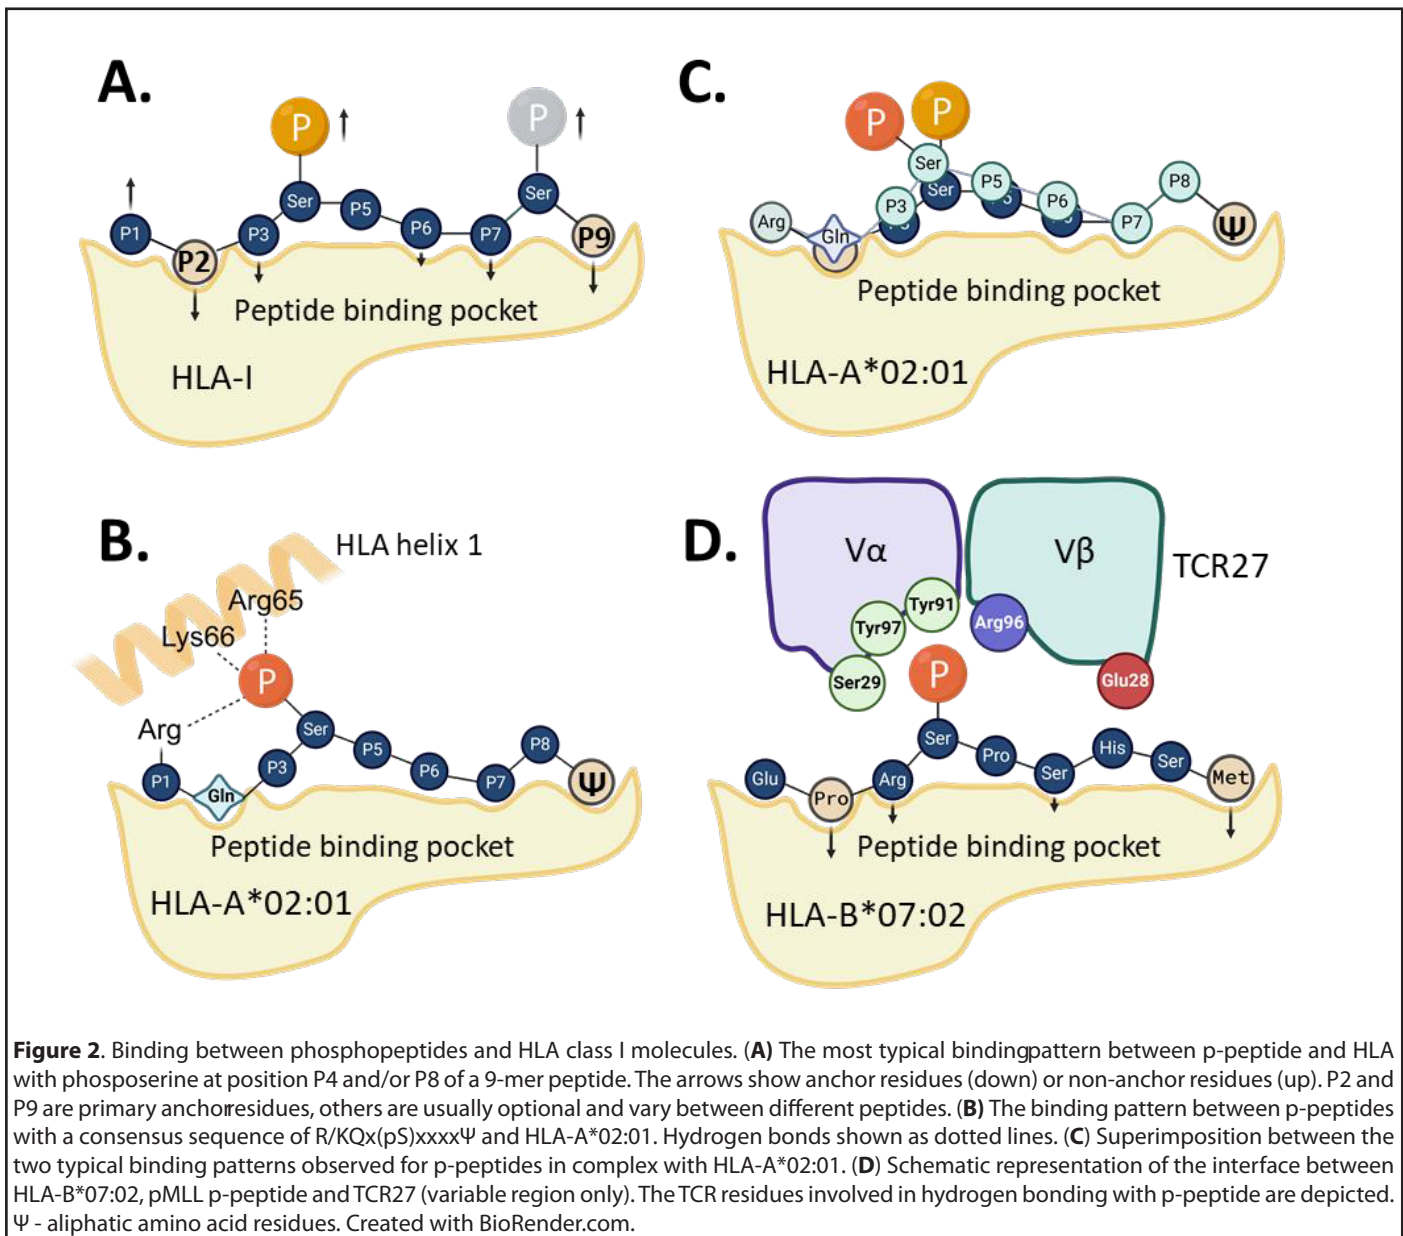 A.
P
P
P1
P2
P3
Ser
P5
P6
P7
Ser
P9
Peptide binding pocket
HLA-I
C.
P
P
Ser
Ser
Arg
Gln
P3
P5
P6
P7
P8
Ψ
Peptide binding pocket
HLA-A*02:01
B.
HLA helix 1
Arg65
Lys66
P
Arg
P1
Gln
P3
Ser
P5
P6
P7
P8
Ψ
Peptide binding pocket
HLA-A*02:01
D.
Vα
Vβ
TCR27
Tyr91
Tyr97
Ser29
Arg96
Glu28
P
Glu
Pro
Arg
Ser
Pro
Ser
His
Ser
Met
Peptide binding pocket
HLA-B*07:02
Figure 2. Binding between phosphopeptides and HLA class I molecules. (A) The most typical bindingpattern between p-peptide and HLA
with phosposerine at position P4 and/or P8 of a 9-mer peptide. The arrows show anchor residues (down) or non-anchor residues (up). P2 and
P9 are primary anchorresidues, others are usually optional and vary between different peptides. (B) The binding pattern between p-peptides
with a consensus sequence of R/KQx(pS)xxxxΨ and HLA-A*02:01. Hydrogen bonds shown as dotted lines. (C) Superimposition between the
two typical binding patterns observed for p-peptides in complex with HLA-A*02:01. (D) Schematic representation of the interface between
HLA-B*07:02, pMLL p-peptide and TCR27 (variable region only). The TCR residues involved in hydrogen bonding with p-peptide are depicted.
Ψ - aliphatic amino acid residues. Created with BioRender.com.